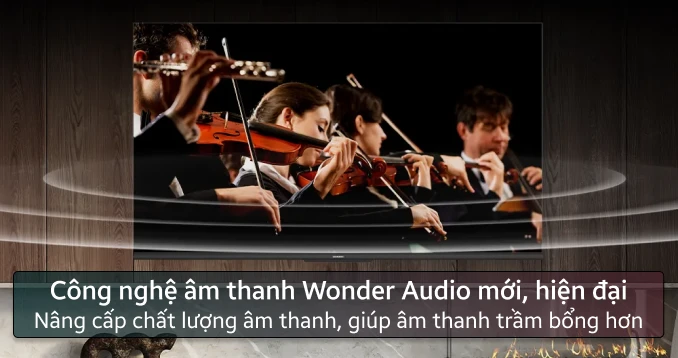 Công nghệ âm thanh Wonder Audio mới, hiện đại
Nâng cấp chất lượng âm thanh, giúp âm thanh trầm bổng hơn